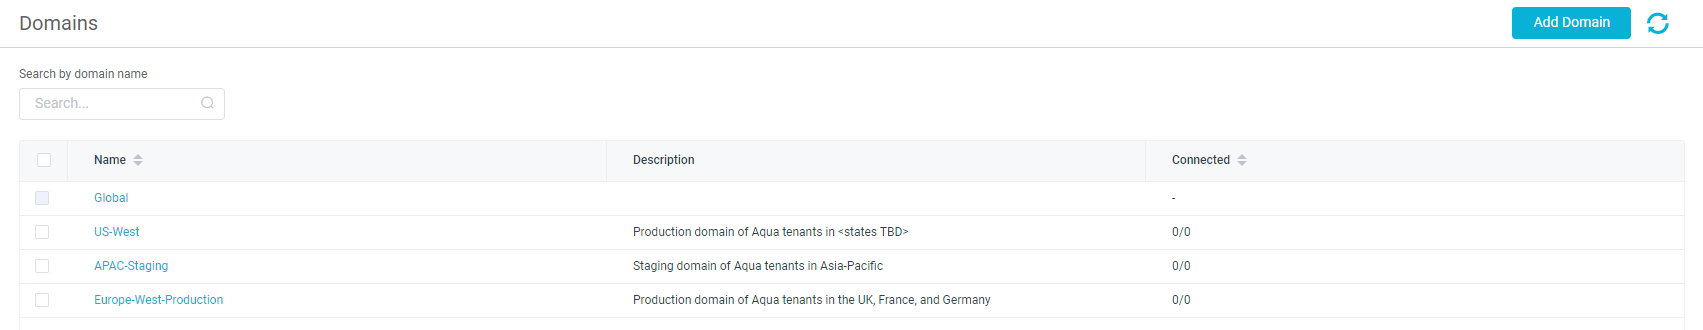 Domains
Add Domain
Search by domain name
Search...
Name Description Connected
Global -
US-West Production domain of Aqua tenants in <states TBD> 0/0
APAC-Staging Staging domain of Aqua tenants in Asia-Pacific 0/0
Europe-West-Production Production domain of Aqua tenants in the UK, France, and Germany 0/0